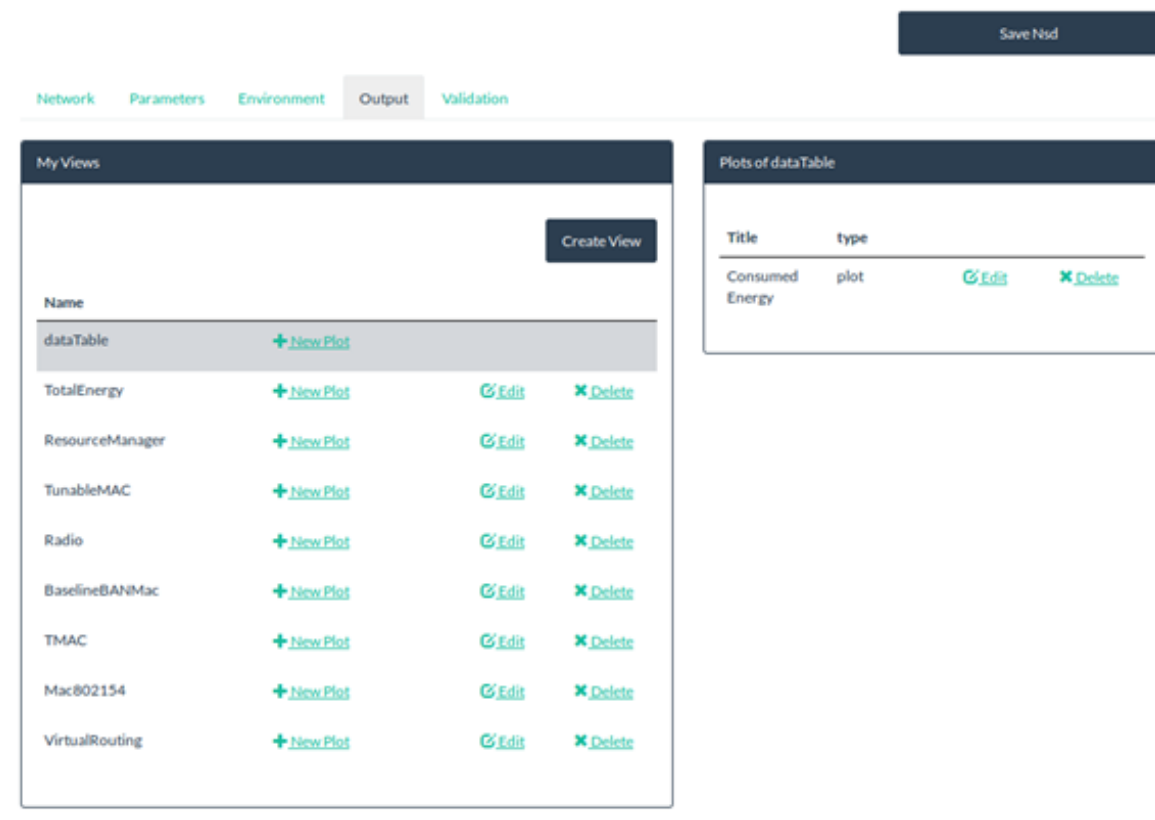 Save Nsd
Network Parameters Environment Output Validation
My Views
Create View
Name
dataTable New Plot
TotalEnergy New Plot Edit Delete
ResourceManager New Plot Edit Delete
TunableMAC New Plot Edit Delete
Radio New Plot Edit Delete
BaselineBANMac New Plot Edit Delete
TMAC New Plot Edit Delete
Mac802154 New Plot Edit Delete
VirtualRouting New Plot Edit Delete
Plots of dataTable
Title type
Consumed plot Edit Delete
Energy